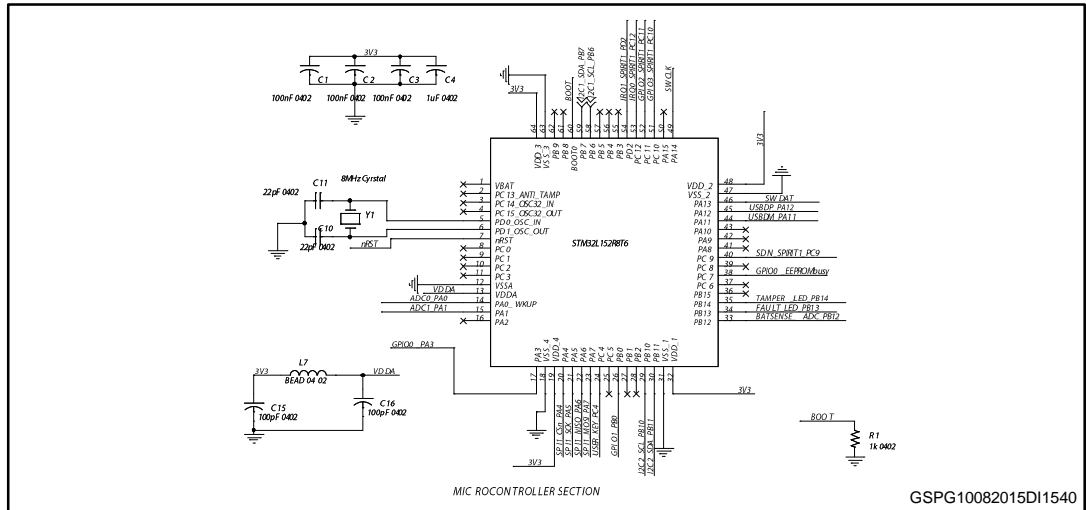 3V3
C1
C2
C3
C4
100nF 0402
100nF 0402
100nF 0402
1uF 0402
3V3
BOOT
I2C1_SDA_PB7
I2C1_SCL_PB6
IRQ1_SPIRIT1_PD2
IRQ0_SPIRIT1_PC12
GPIO2_SPIRIT1_PC11
GPIO3_SPIRIT1_PC10
SWCLK
3V3
64
63
62
61
60
59
58
57
56
55
54
53
52
51
50
49
VDD_3
VSS_3
PB9
PB8
BOOT0
PB7
PB6
PB5
PB4
PB3
PD2
PC12
PC11
PC10
PA15
PA14
22pF 0402
C11
8MHz Cyrstal
Y1
C10
22pF 0402
nRST
1 VBAT
2 PC13_ANTI_TAMP
3 PC14_OSC32_IN
4 PC15_OSC32_OUT
5 PD0_OSC_IN
6 PD1_OSC_OUT
7 nRST
8 PC0
9 PC1
10 PC2
11 PC3
12 VSSA
VDDA 13 VDDA
ADC0_PA0 14 PA0_WKUP
ADC1_PA1 15 PA1
16 PA2
STM32L152R8T6
VDD_2 48
VSS_2 47
PA13 46 SWDAT
PA12 45 USBDP_PA12
PA11 44 USBDM_PA11
PA10 43
PA9 42
PA8 41
PC9 40 SDN_SPIRIT1_PC9
PC8 39
PC7 38 GPIO0_EEPROMbusy
PC6 37
PB15 36
PB14 35 TAMPER_LED_PB14
PB13 34 FAULT_LED_PB13
PB12 33 BATSENSE_ADC_PB12
GPIO0_PA3
PA3
VSS_4
VDD_4
PA4
PA5
PA6
PA7
PC4
PC5
PB0
PB1
PB2
PB10
PB11
VSS_1
VDD_1
17
18
19
20
21
22
23
24
25
26
27
28
29
30
31
32
3V3
SPI1_CSn_PA4
SPI1_SCK_PA5
SPI1_MISO_PA6
SPI1_MOSI_PA7
USER_KEY_PC4
GPIO1_PB0
I2C2_SCL_PB10
I2C2_SDA_PB11
3V3
L7
3V3
VDDA
BEAD 0402
C15
100pF 0402
C16
100pF 0402
BOOT
R1
1k 0402
MICROCONTROLLER SECTION
GSPG10082015DI1540